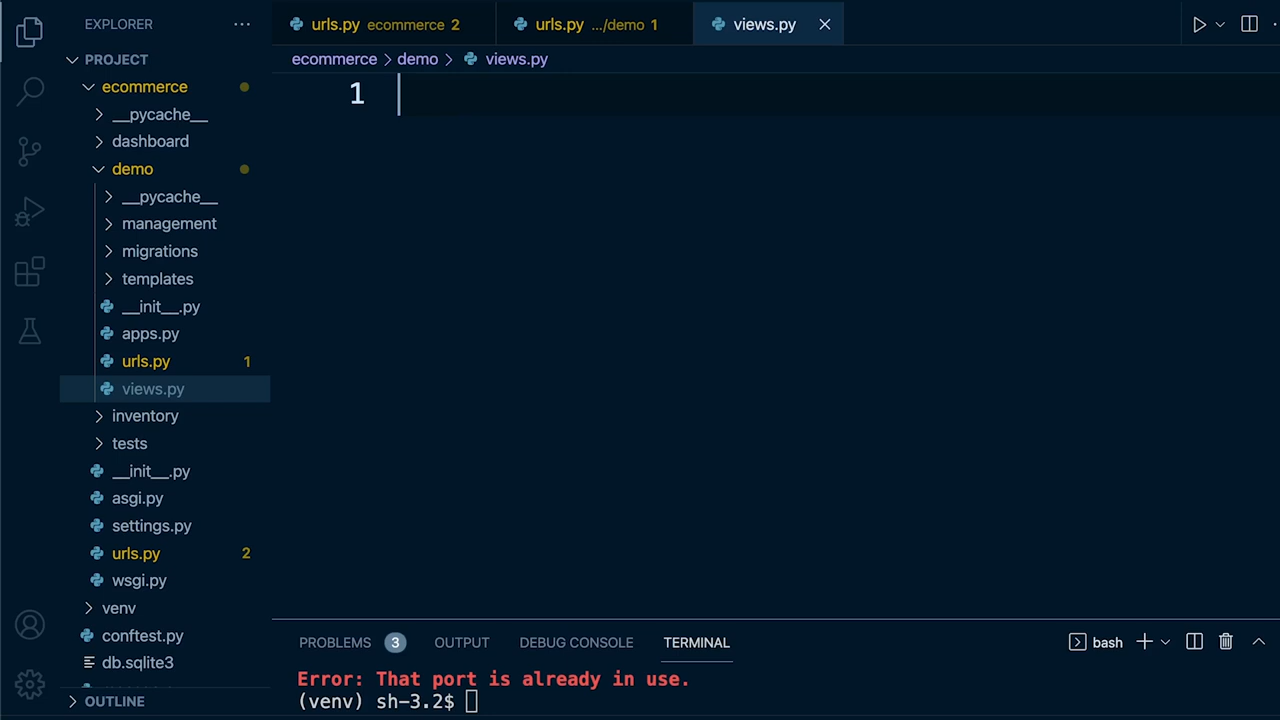 EXPLORER
PROJECT
ecommerce
__pycache__
dashboard
demo
__pycache__
management
migrations
templates
__init__.py
apps.py
urls.py 1
views.py
inventory
tests
__init__.py
asgi.py
settings.py
urls.py 2
wsgi.py
venv
conftest.py
db.sqlite3
OUTLINE
urls.py ecommerce 2
urls.py .../demo 1
views.py
ecommerce > demo > views.py
1
PROBLEMS 3 OUTPUT DEBUG CONSOLE TERMINAL
bash
Error: That port is already in use.
(venv) sh-3.2$